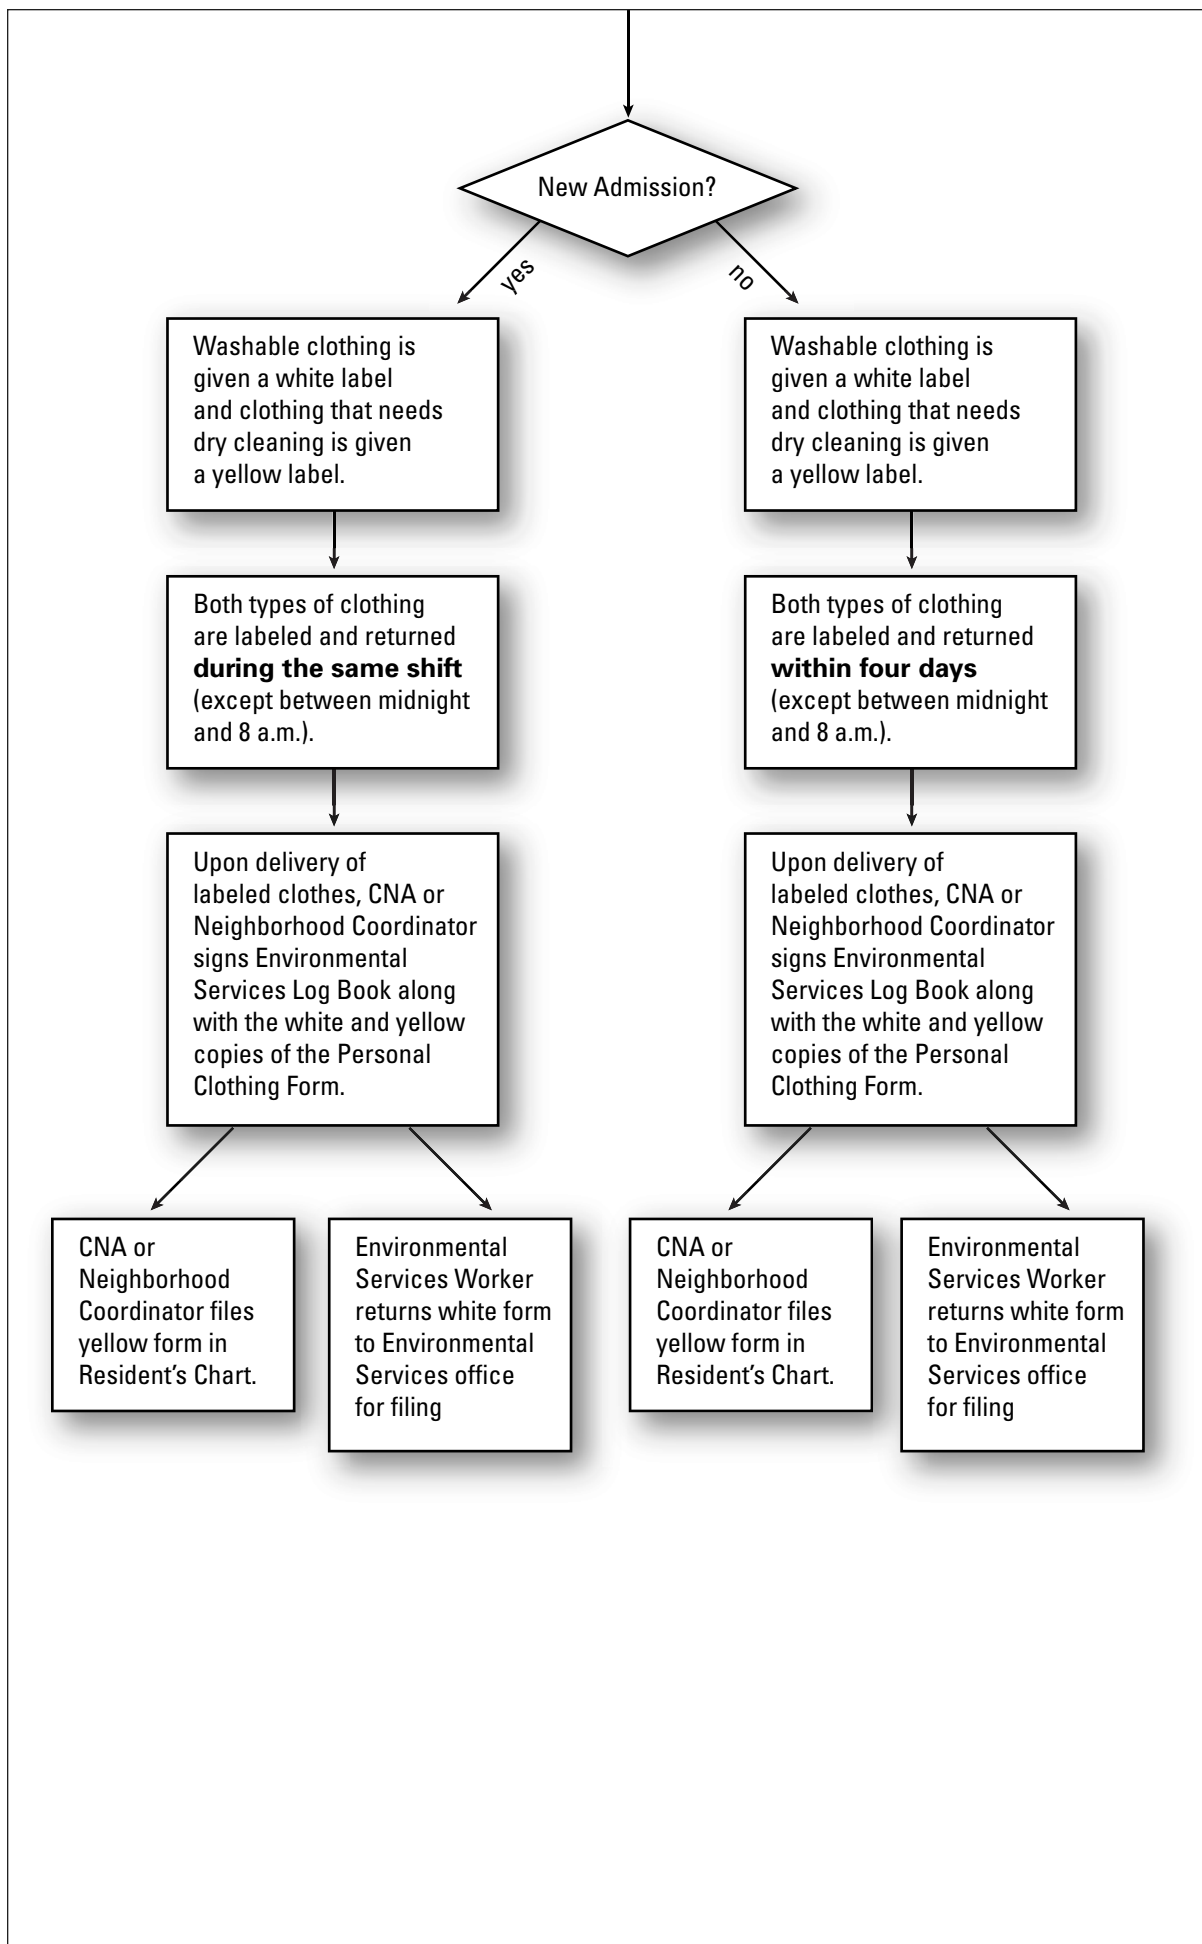 New Admission?
yes
no
Washable clothing is
given a white label
and clothing that needs
dry cleaning is given
a yellow label.
Washable clothing is
given a white label
and clothing that needs
dry cleaning is given
a yellow label.
Both types of clothing
are labeled and returned
during the same shift
(except between midnight
and 8 a.m.).
Both types of clothing
are labeled and returned
within four days
(except between midnight
and 8 a.m.).
Upon delivery of
labeled clothes, CNA or
Neighborhood Coordinator
signs Environmental
Services Log Book along
with the white and yellow
copies of the Personal
Clothing Form.
Upon delivery of
labeled clothes, CNA or
Neighborhood Coordinator
signs Environmental
Services Log Book along
with the white and yellow
copies of the Personal
Clothing Form.
CNA or
Neighborhood
Coordinator files
yellow form in
Resident’s Chart.
Environmental
Services Worker
returns white form
to Environmental
Services office
for filing
CNA or
Neighborhood
Coordinator files
yellow form in
Resident’s Chart.
Environmental
Services Worker
returns white form
to Environmental
Services office
for filing